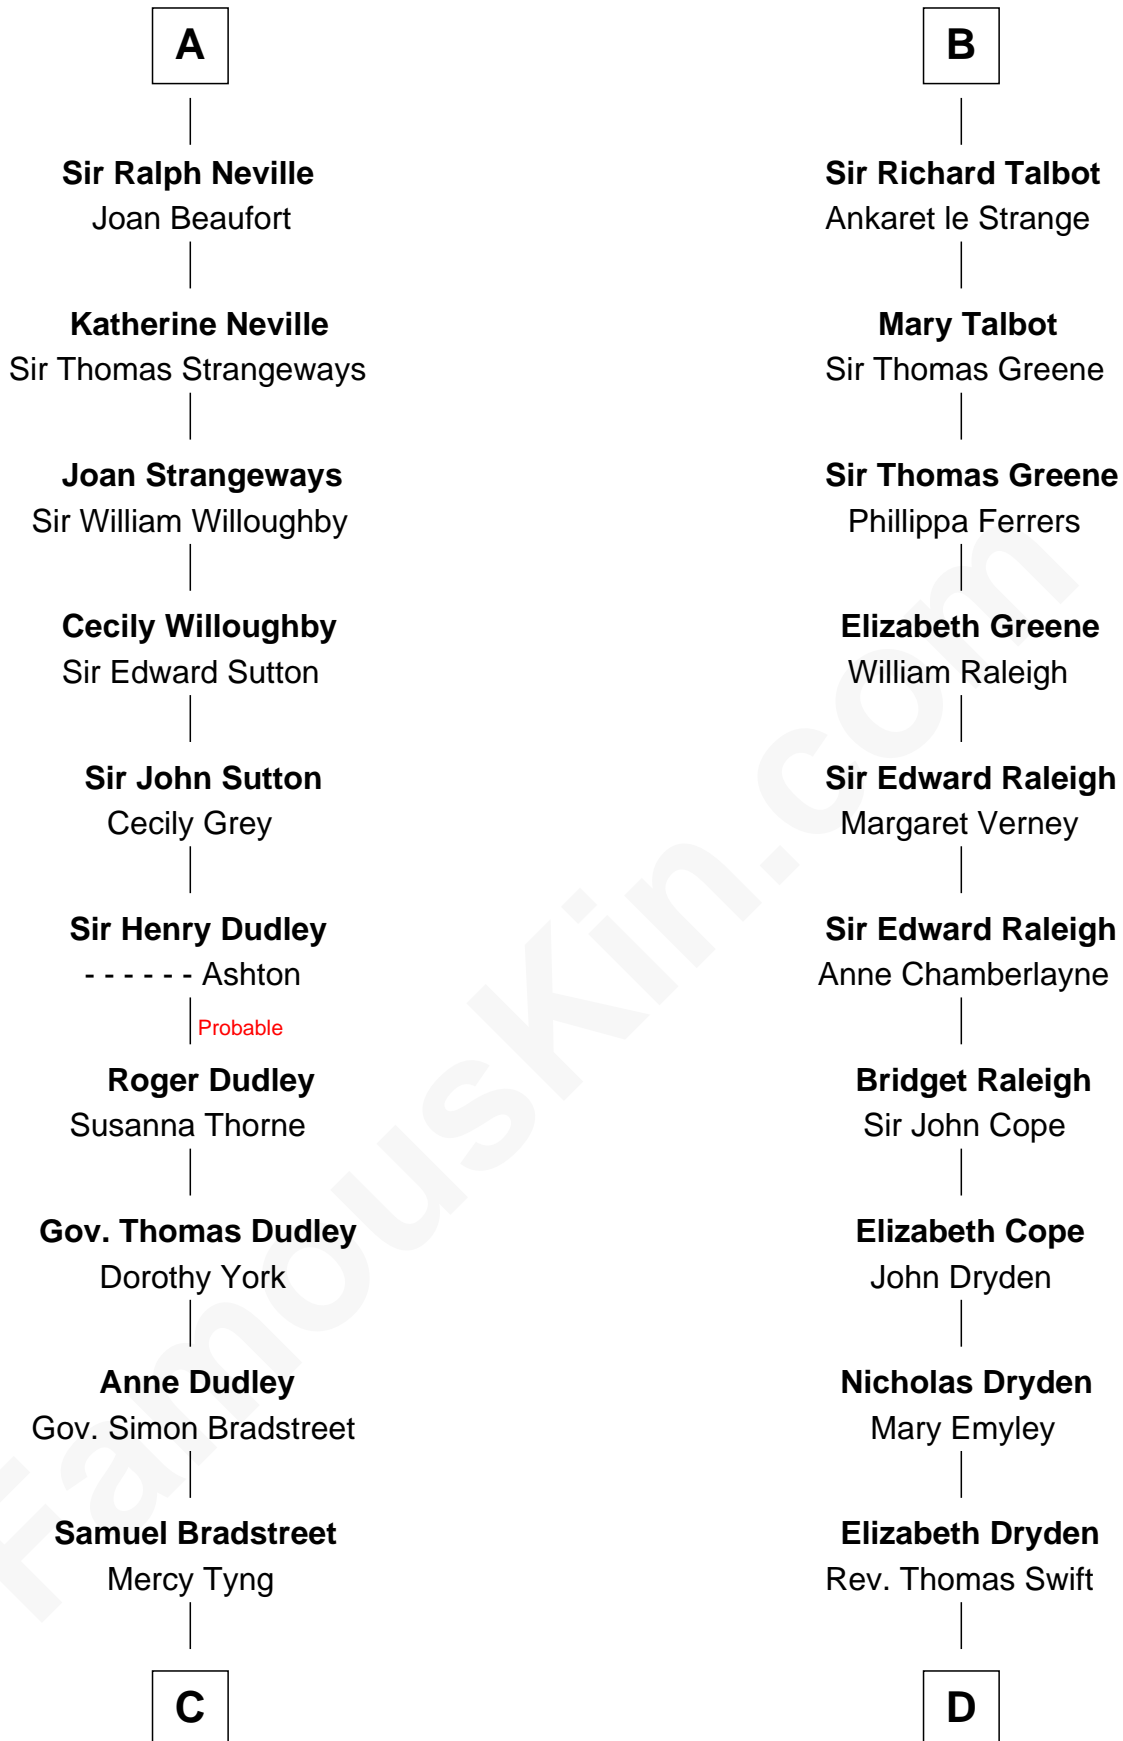 A
Sir Ralph Neville
Joan Beaufort
Katherine Neville
Sir Thomas Strangeways
Joan Strangeways
Sir William Willoughby
Cecily Willoughby
Sir Edward Sutton
Sir John Sutton
Cecily Grey
Sir Henry Dudley
- - - - - - Ashton
Probable
Roger Dudley
Susanna Thorne
Gov. Thomas Dudley
Dorothy York
Anne Dudley
Gov. Simon Bradstreet
Samuel Bradstreet
Mercy Tyng
C
B
Sir Richard Talbot
Ankaret le Strange
Mary Talbot
Sir Thomas Greene
Sir Thomas Greene
Phillippa Ferrers
Elizabeth Greene
William Raleigh
Sir Edward Raleigh
Margaret Verney
Sir Edward Raleigh
Anne Chamberlayne
Bridget Raleigh
Sir John Cope
Elizabeth Cope
John Dryden
Nicholas Dryden
Mary Emyley
Elizabeth Dryden
Rev. Thomas Swift
D
FamousKin.com